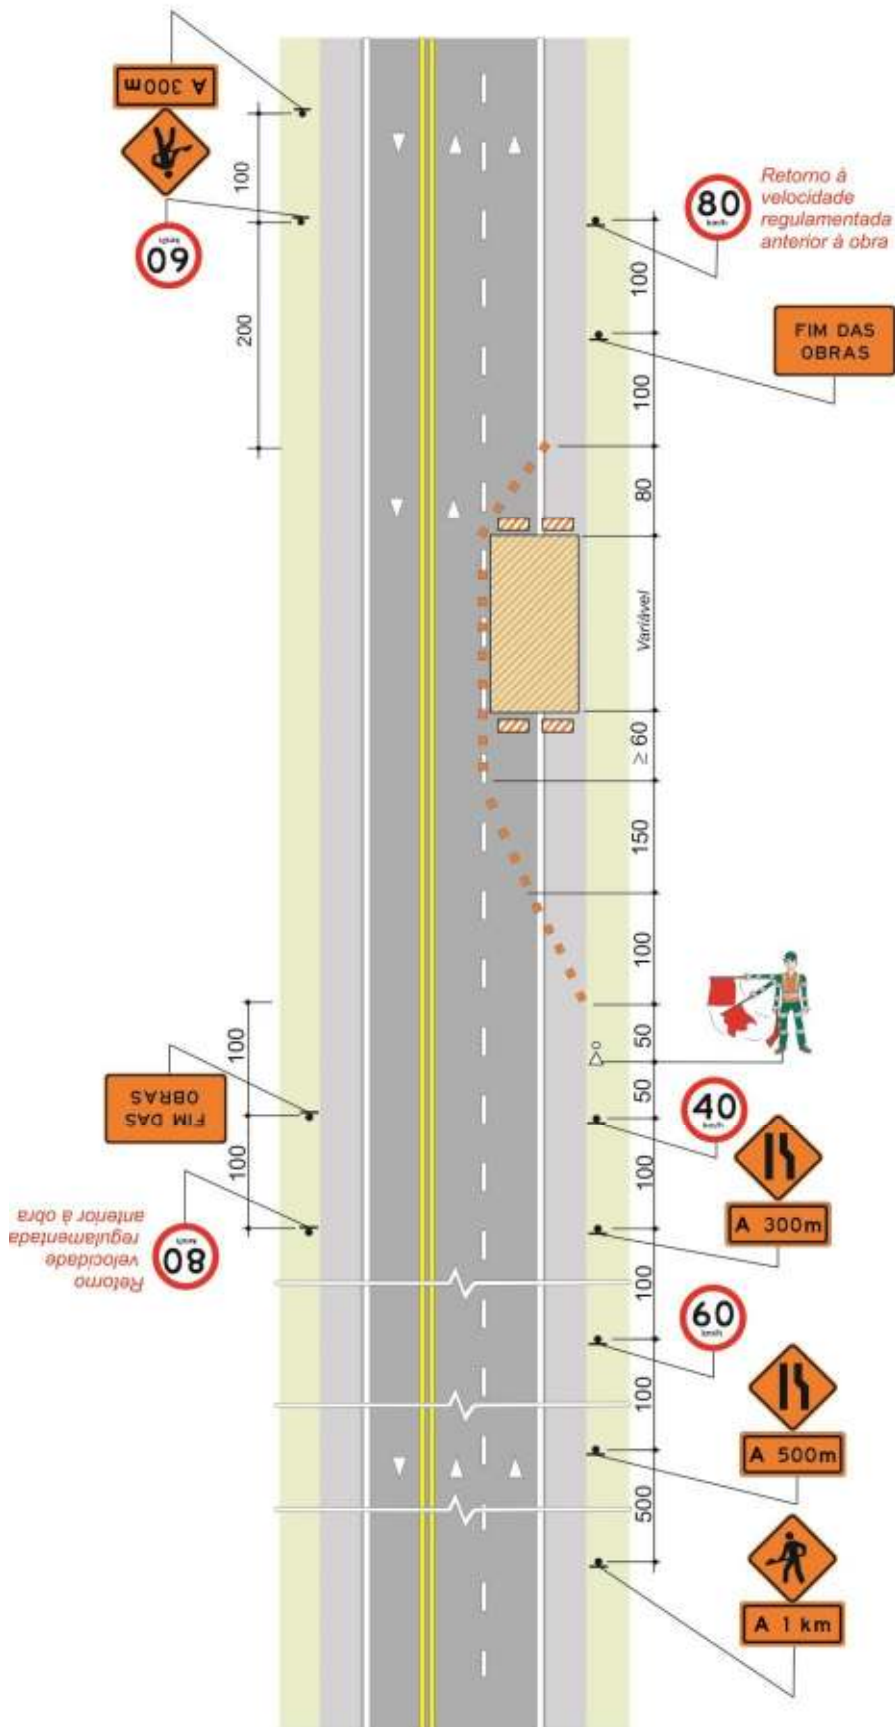 A 300m
100
60
km/h
200
80
km/h
Retorno à
velocidade
regulamentada
anterior à obra
100
FIM DAS
OBRAS
100
80
Variável
≥ 60
150
100
50
50
40
km/h
100
A 300m
100
FIM DAS
OBRAS
100
80
km/h
Retorno
velocidade
regulamentada
anterior à obra
100
60
km/h
100
A 500m
500
A 1 km